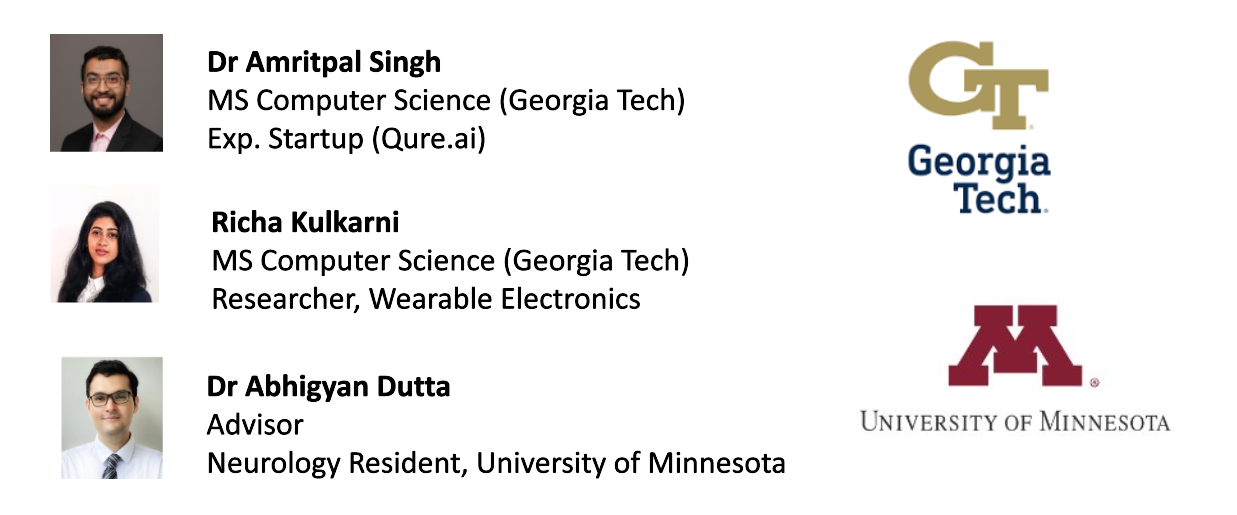 Dr Amritpal Singh
MS Computer Science (Georgia Tech)
Exp. Startup (Qure.ai)
Richa Kulkarni
MS Computer Science (Georgia Tech)
Researcher, Wearable Electronics
Dr Abhigyan Dutta
Advisor
Neurology Resident, University of Minnesota
GT
Georgia
Tech
M®
UNIVERSITY OF MINNESOTA